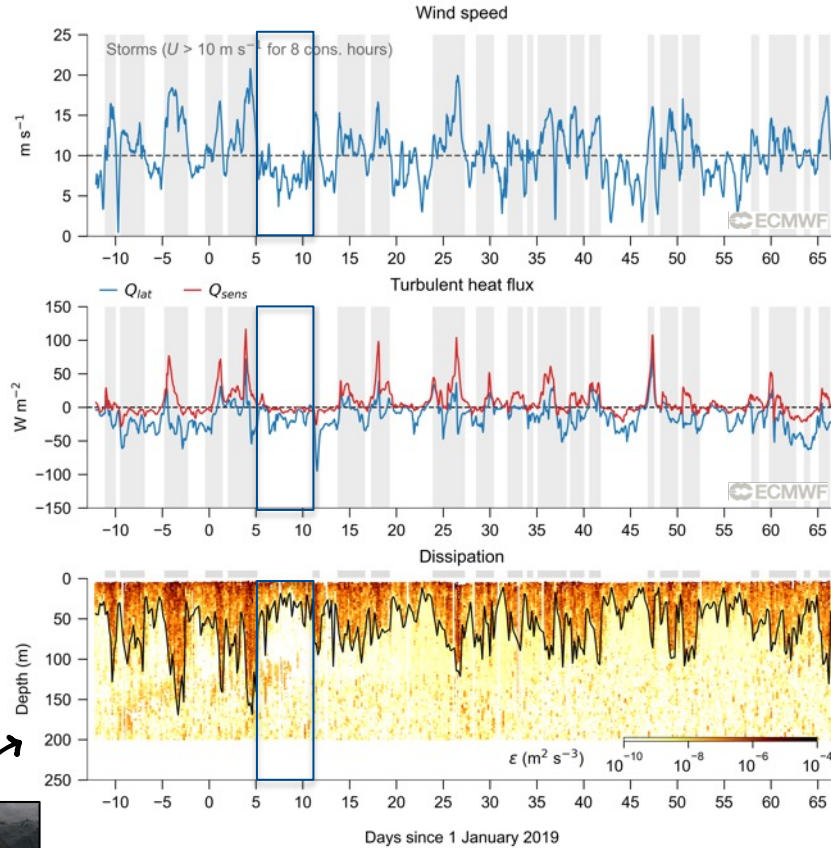 Wind speed
Storms (U > 10 m s⁻¹ for 8 cons. hours)
25
20
15
10
5
0
m s⁻¹
ECMWF
−10 −5 0 5 10 15 20 25 30 35 40 45 50 55 60 65
Q_lat Q_sens Turbulent heat flux
150
100
50
0
−50
−100
−150
W m⁻²
ECMWF
−10 −5 0 5 10 15 20 25 30 35 40 45 50 55 60 65
Dissipation
0
50
100
150
200
250
Depth (m)
ε (m² s⁻³)
10⁻¹⁰ 10⁻⁸ 10⁻⁶ 10⁻⁴
−10 −5 0 5 10 15 20 25 30 35 40 45 50 55 60 65
Days since 1 January 2019